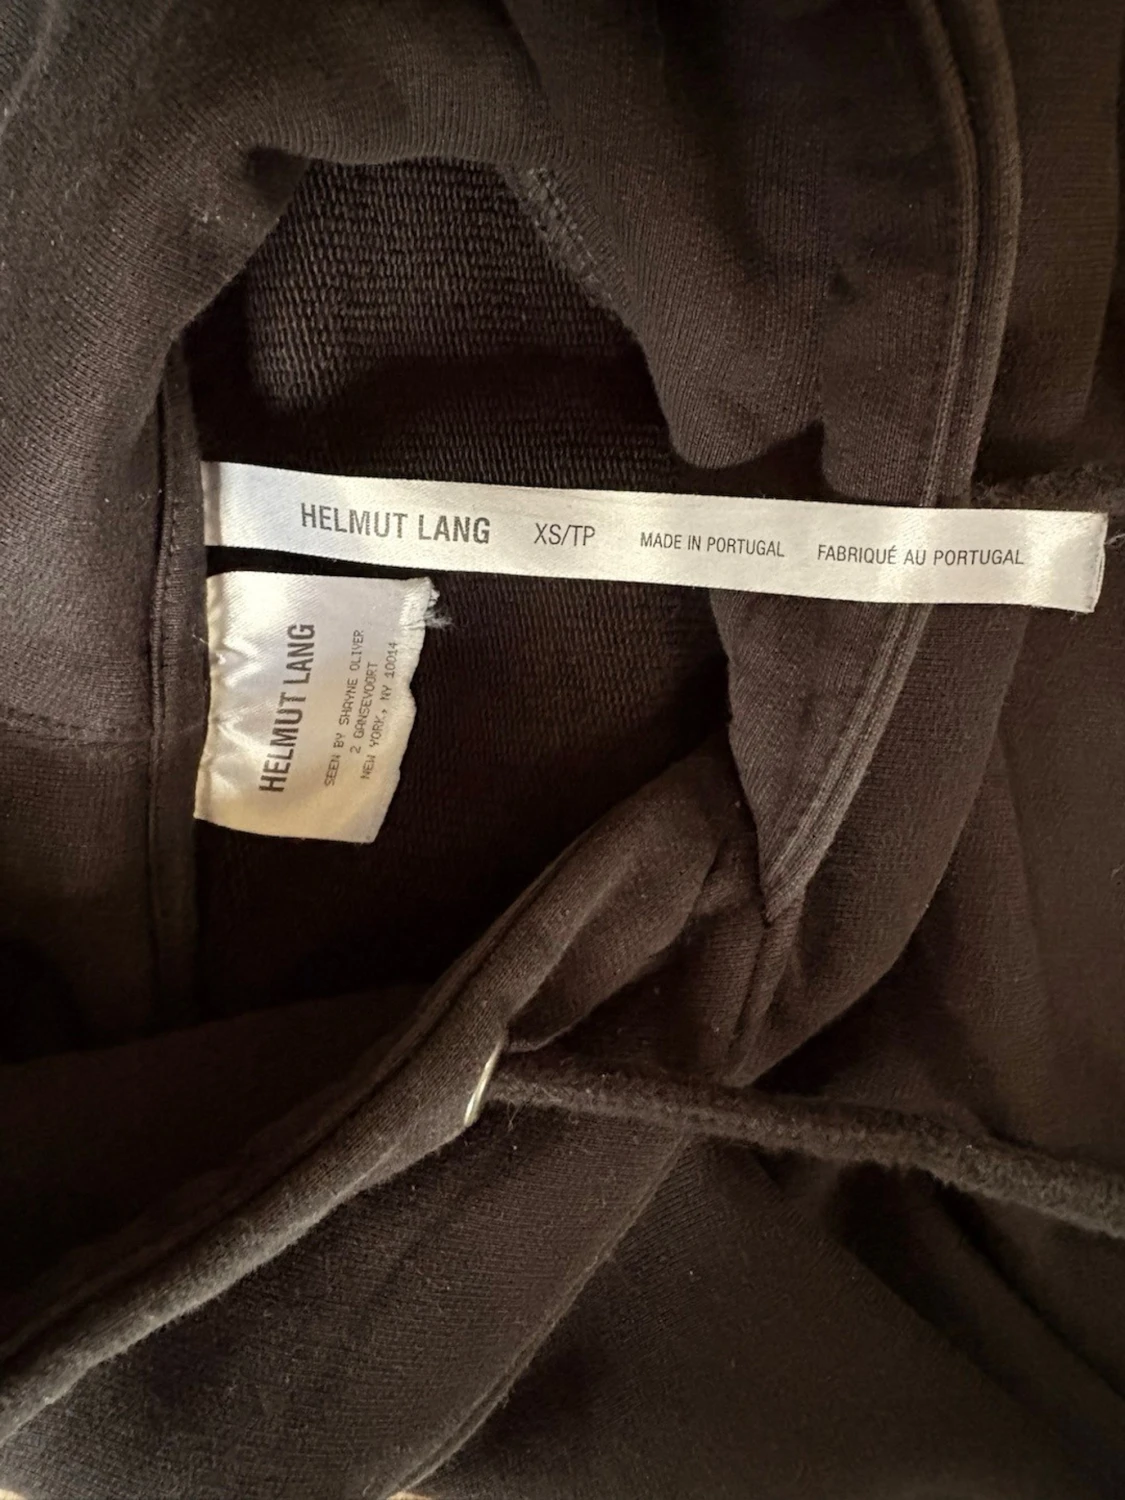 HELMUT LANG XS/TP MADE IN PORTUGAL FABRIQUÉ AU PORTUGAL
HELMUT LANG
SEEN BY SHAYNE OLIVER
2 GANSEVOORT
NEW YORK, NY 10014